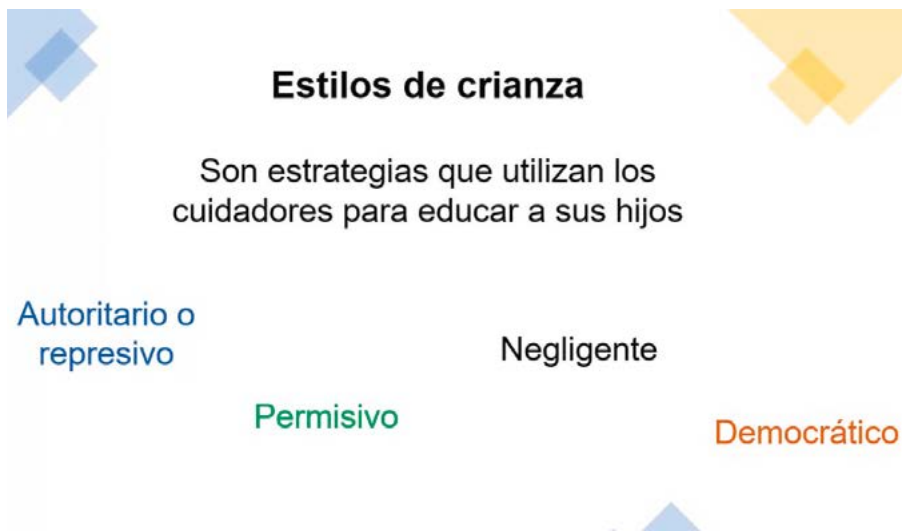 Estilos de crianza
Son estrategias que utilizan los
cuidadores para educar a sus hijos
Autoritario o
represivo
Negligente
Permisivo
Democrático